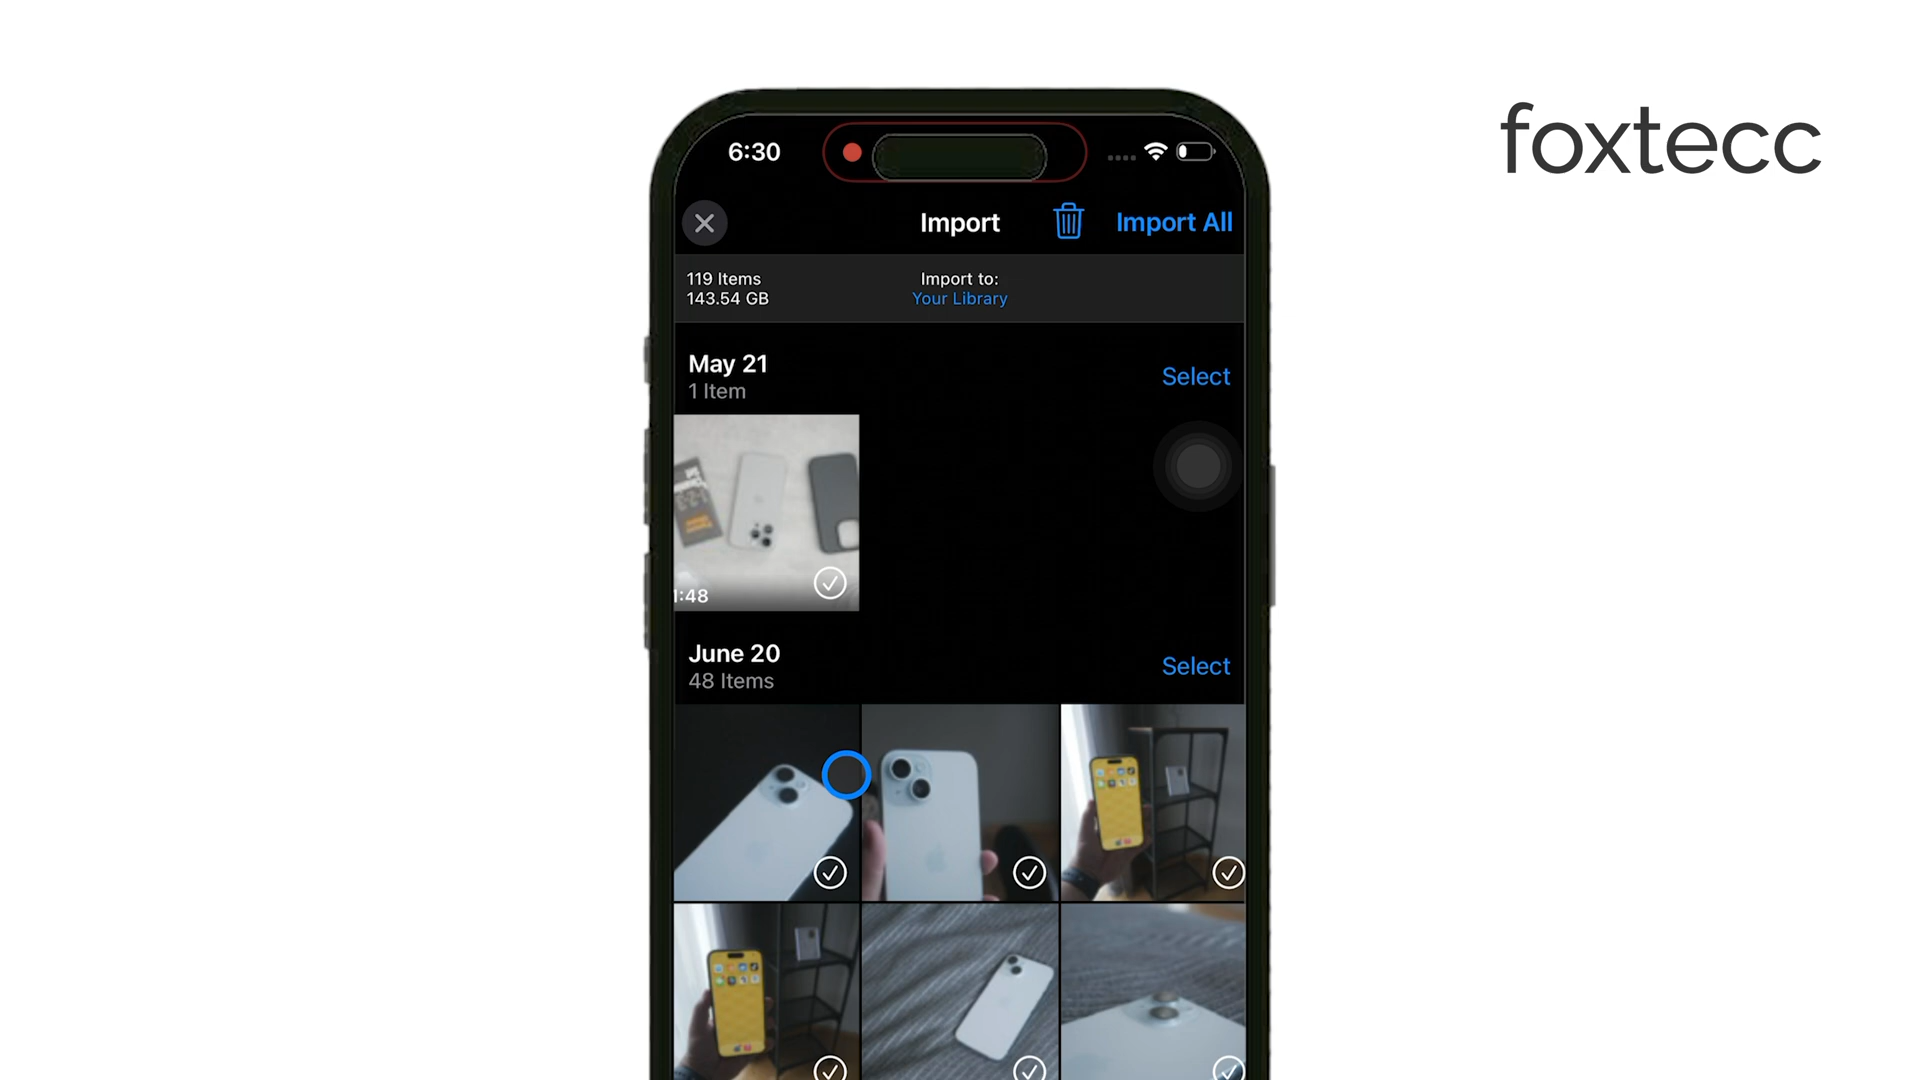 foxtecc
6:30
Import
Import All
119 Items
143.54 GB
Import to:
Your Library
May 21
1 Item
Select
1:48
June 20
48 Items
Select